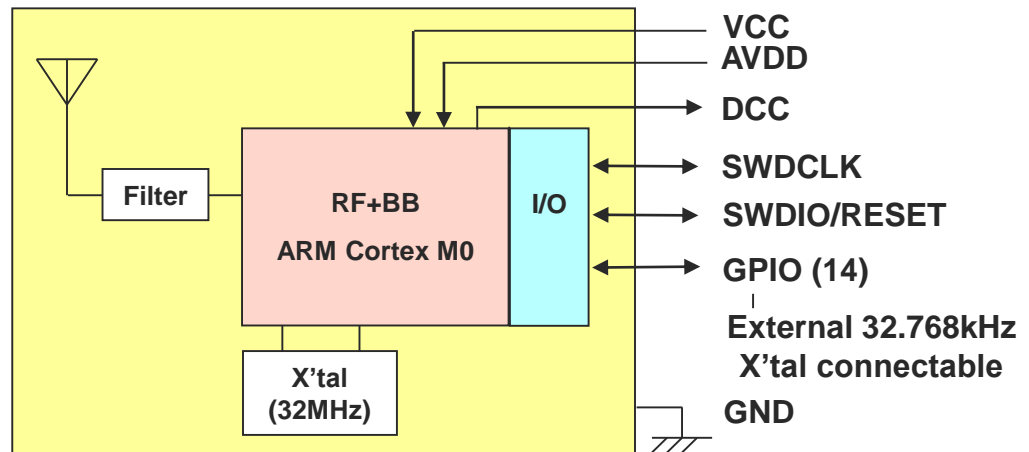 VCC
AVDD
DCC
SWDCLK
SWDIO/RESET
GPIO (14)
External 32.768kHz
X'tal connectable
GND
Filter
RF+BB
ARM Cortex M0
I/O
X'tal
(32MHz)